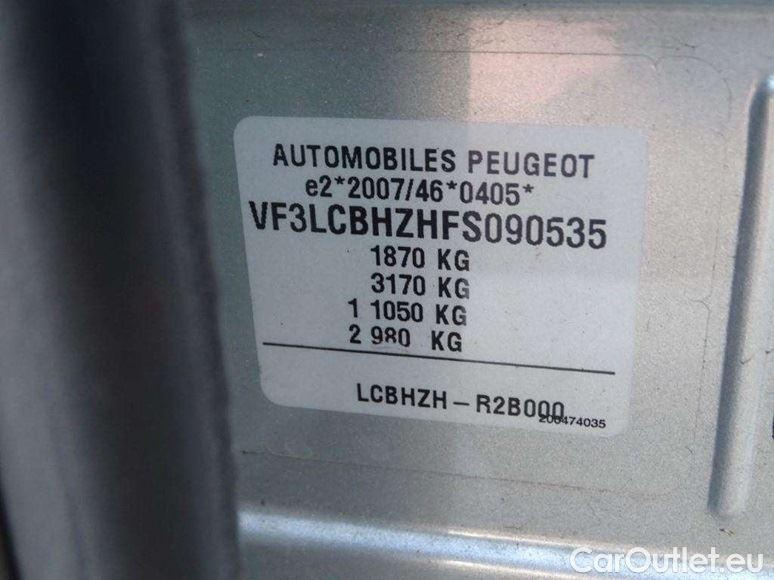 AUTOMOBILES PEUGEOT
e2*2007/46*0405*
VF3LCBHZHFS090535
1870 KG
3170 KG
1 1050 KG
2 980 KG
LCBHZH – R2B000
200474035
CarOutlet.eu